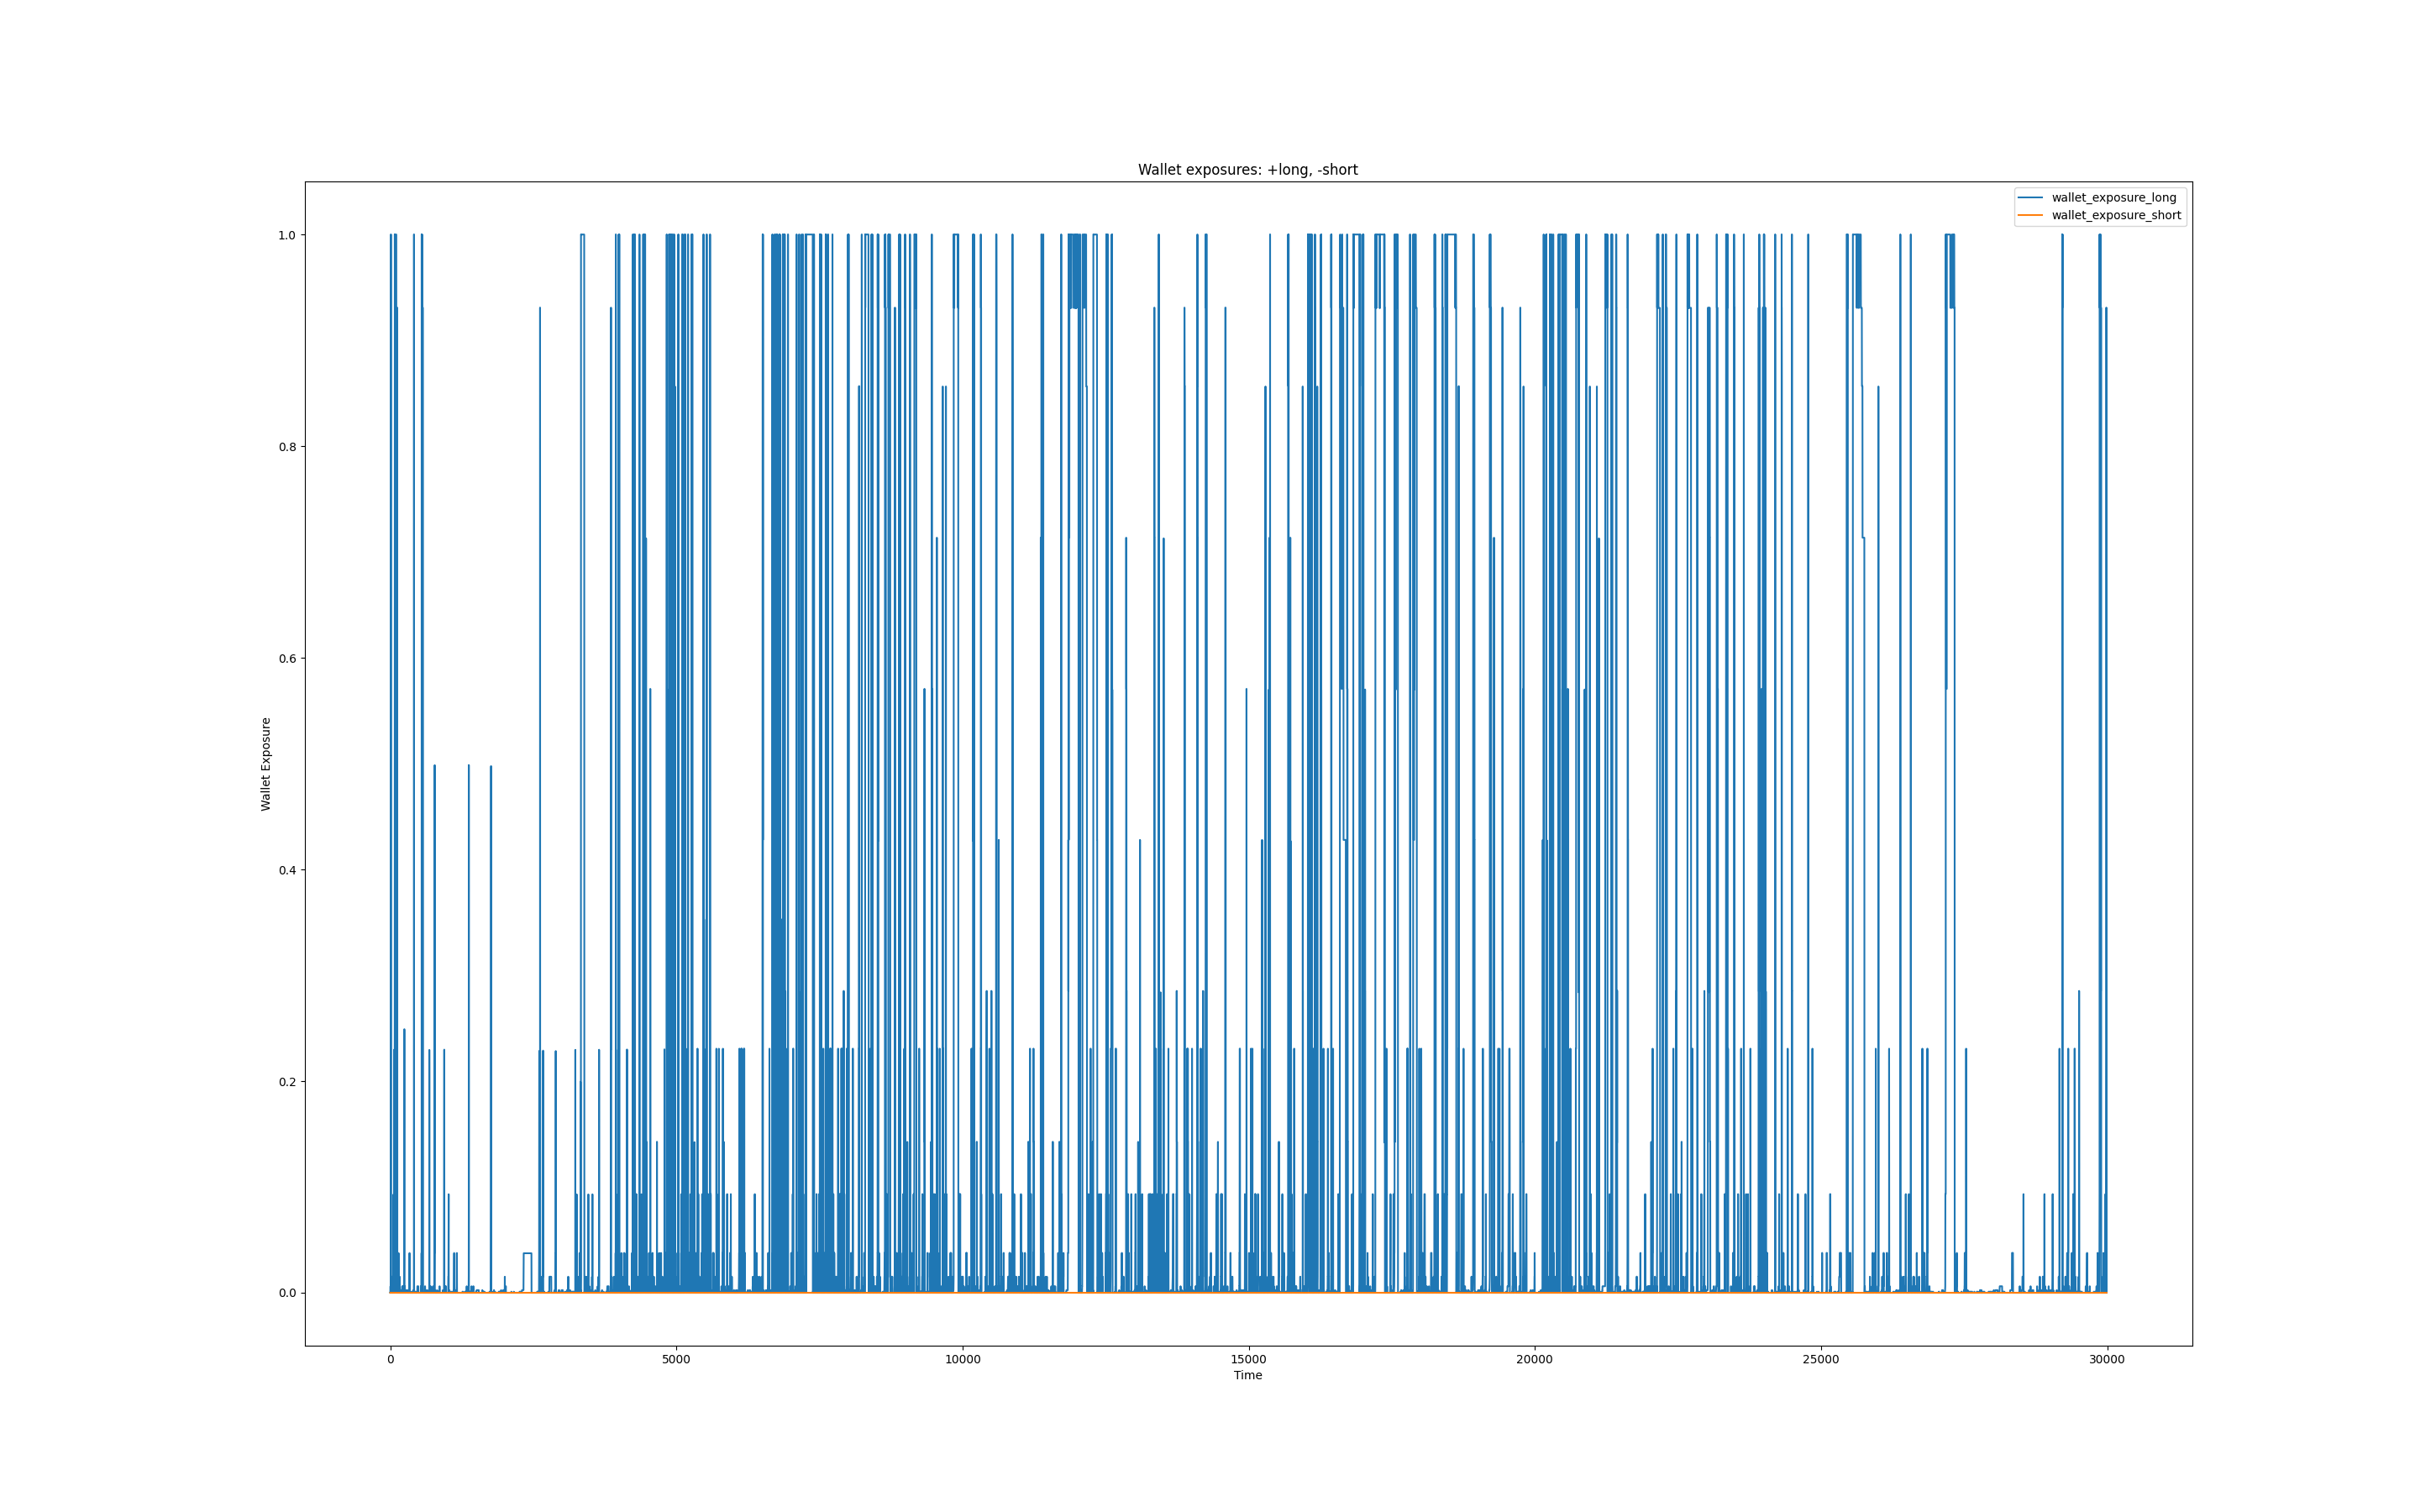 Wallet exposures: +long, -short
wallet_exposure_long
wallet_exposure_short
1.0
0.8
0.6
0.4
0.2
0.0
Wallet Exposure
0 5000 10000 15000 20000 25000 30000
Time